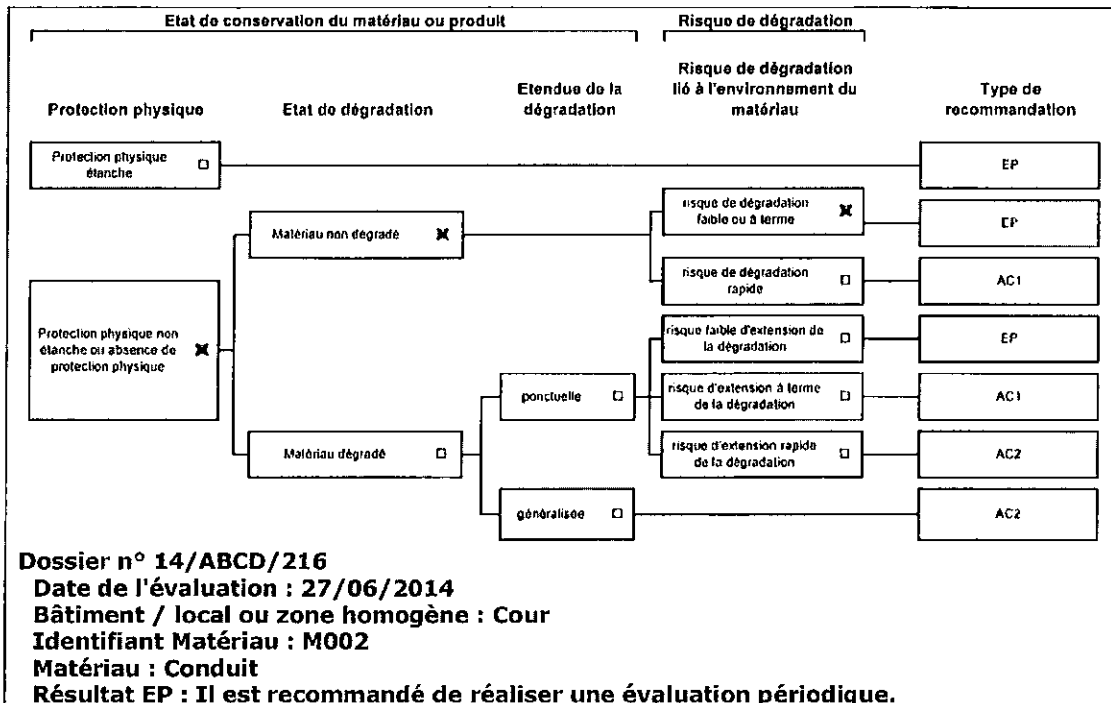 Etat de conservation du matériau ou produit
Risque de dégradation
Protection physique
Etat de dégradation
Etendue de la
dégradation
Risque de dégradation
lié à l'environnement du
matériau
Type de
recommandation
Protection physique
étanche
EP
Matériau non dégradé
risque de dégradation
faible ou à terme
EP
risque de dégradation
rapide
AC1
Protection physique non
étanche ou absence de
protection physique
risque faible d'extension de
la dégradation
EP
ponctuelle
risque d'extension à terme
de la dégradation
AC1
Matériau dégradé
risque d'extension rapide
de la dégradation
AC2
généralisée
AC2
Dossier n° 14/ABCD/216
Date de l'évaluation : 27/06/2014
Bâtiment / local ou zone homogène : Cour
Identifiant Matériau : M002
Matériau : Conduit
Résultat EP : Il est recommandé de réaliser une évaluation périodique.